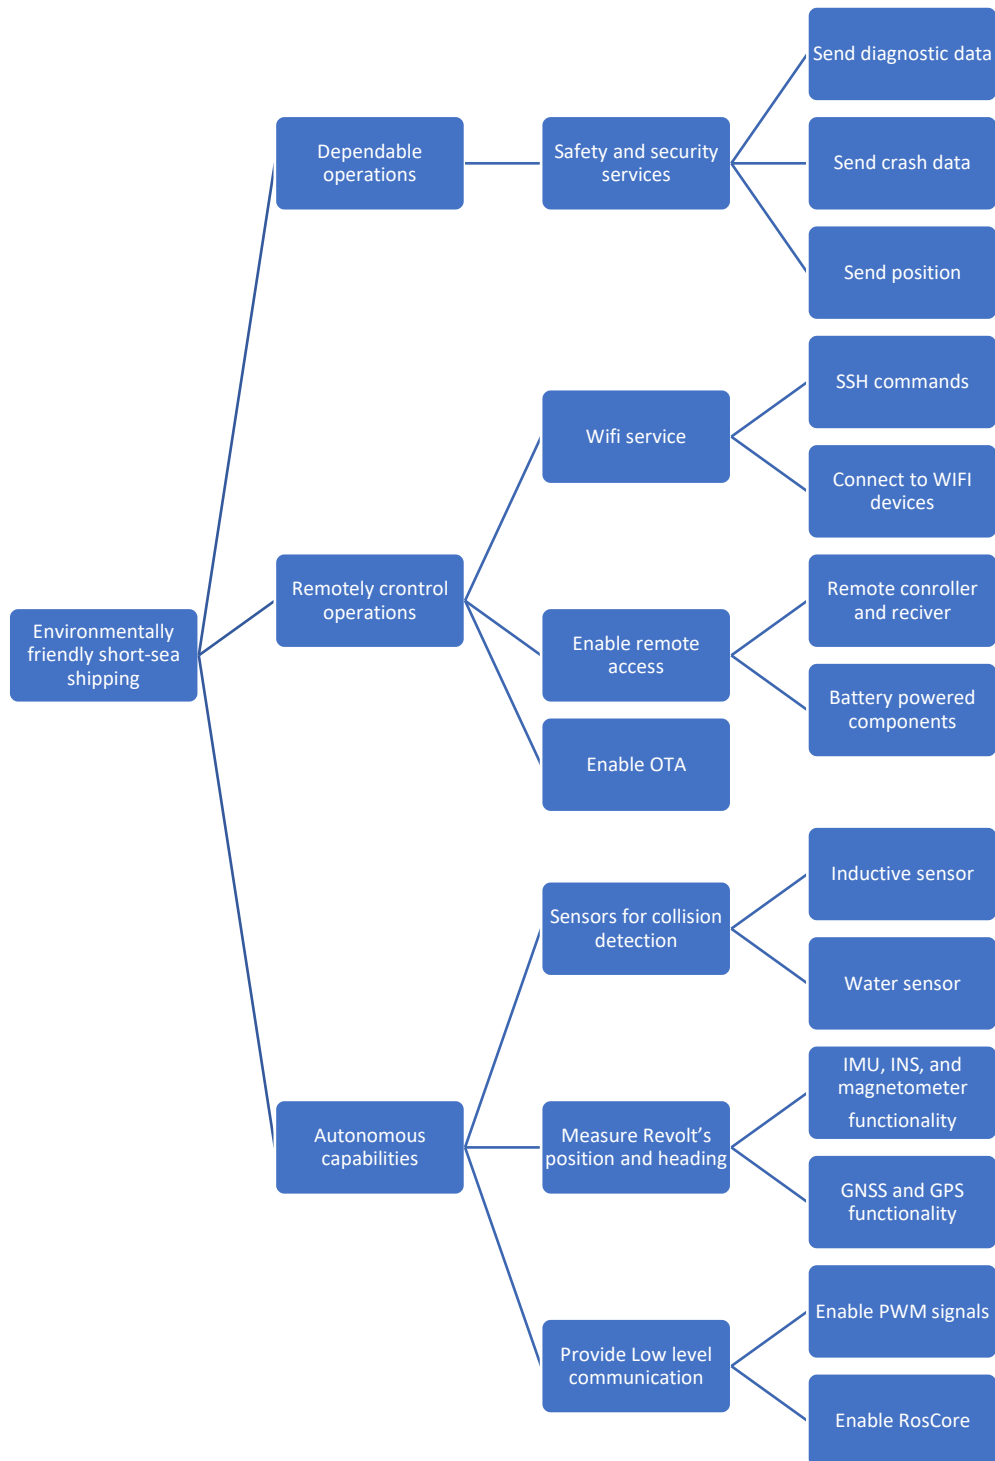 Environmentally
friendly short-sea
shipping
Dependable
operations
Safety and security
services
Send diagnostic data
Send crash data
Send position
Remotely crontrol
operations
Wifi service
SSH commands
Connect to WIFI
devices
Enable remote
access
Remote conroller
and reciver
Battery powered
components
Enable OTA
Autonomous
capabilities
Sensors for collision
detection
Inductive sensor
Water sensor
Measure Revolt’s
position and heading
IMU, INS, and
magnetometer
functionality
GNSS and GPS
functionality
Provide Low level
communication
Enable PWM signals
Enable RosCore